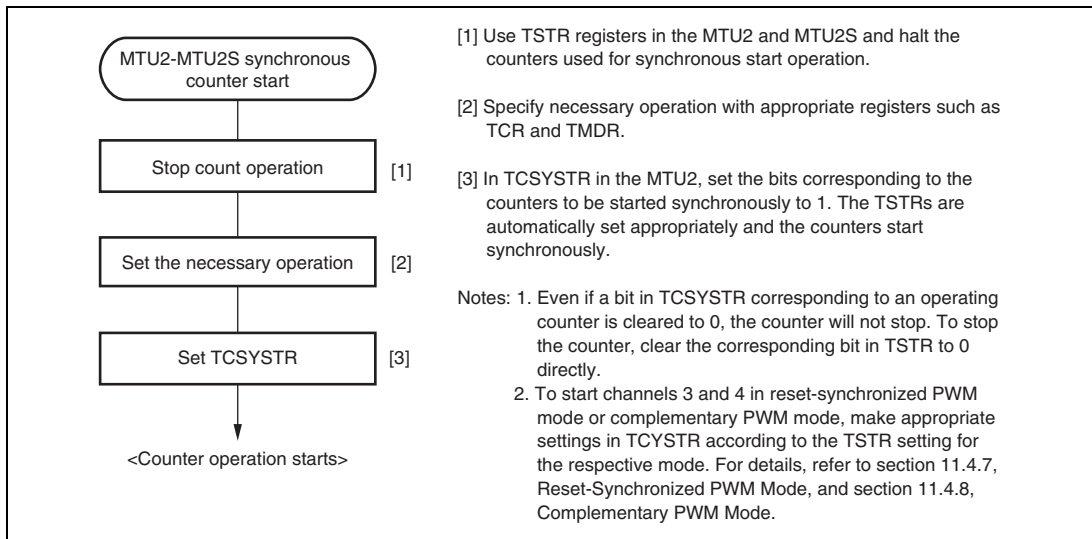 MTU2-MTU2S synchronous
counter start
Stop count operation
[1]
Set the necessary operation
[2]
Set TCSYSTR
[3]
<Counter operation starts>
[1] Use TSTR registers in the MTU2 and MTU2S and halt the
counters used for synchronous start operation.
[2] Specify necessary operation with appropriate registers such as
TCR and TMDR.
[3] In TCSYSTR in the MTU2, set the bits corresponding to the
counters to be started synchronously to 1. The TSTRs are
automatically set appropriately and the counters start
synchronously.
Notes: 1. Even if a bit in TCSYSTR corresponding to an operating
counter is cleared to 0, the counter will not stop. To stop
the counter, clear the corresponding bit in TSTR to 0
directly.
2. To start channels 3 and 4 in reset-synchronized PWM
mode or complementary PWM mode, make appropriate
settings in TCYSTR according to the TSTR setting for
the respective mode. For details, refer to section 11.4.7,
Reset-Synchronized PWM Mode, and section 11.4.8,
Complementary PWM Mode.